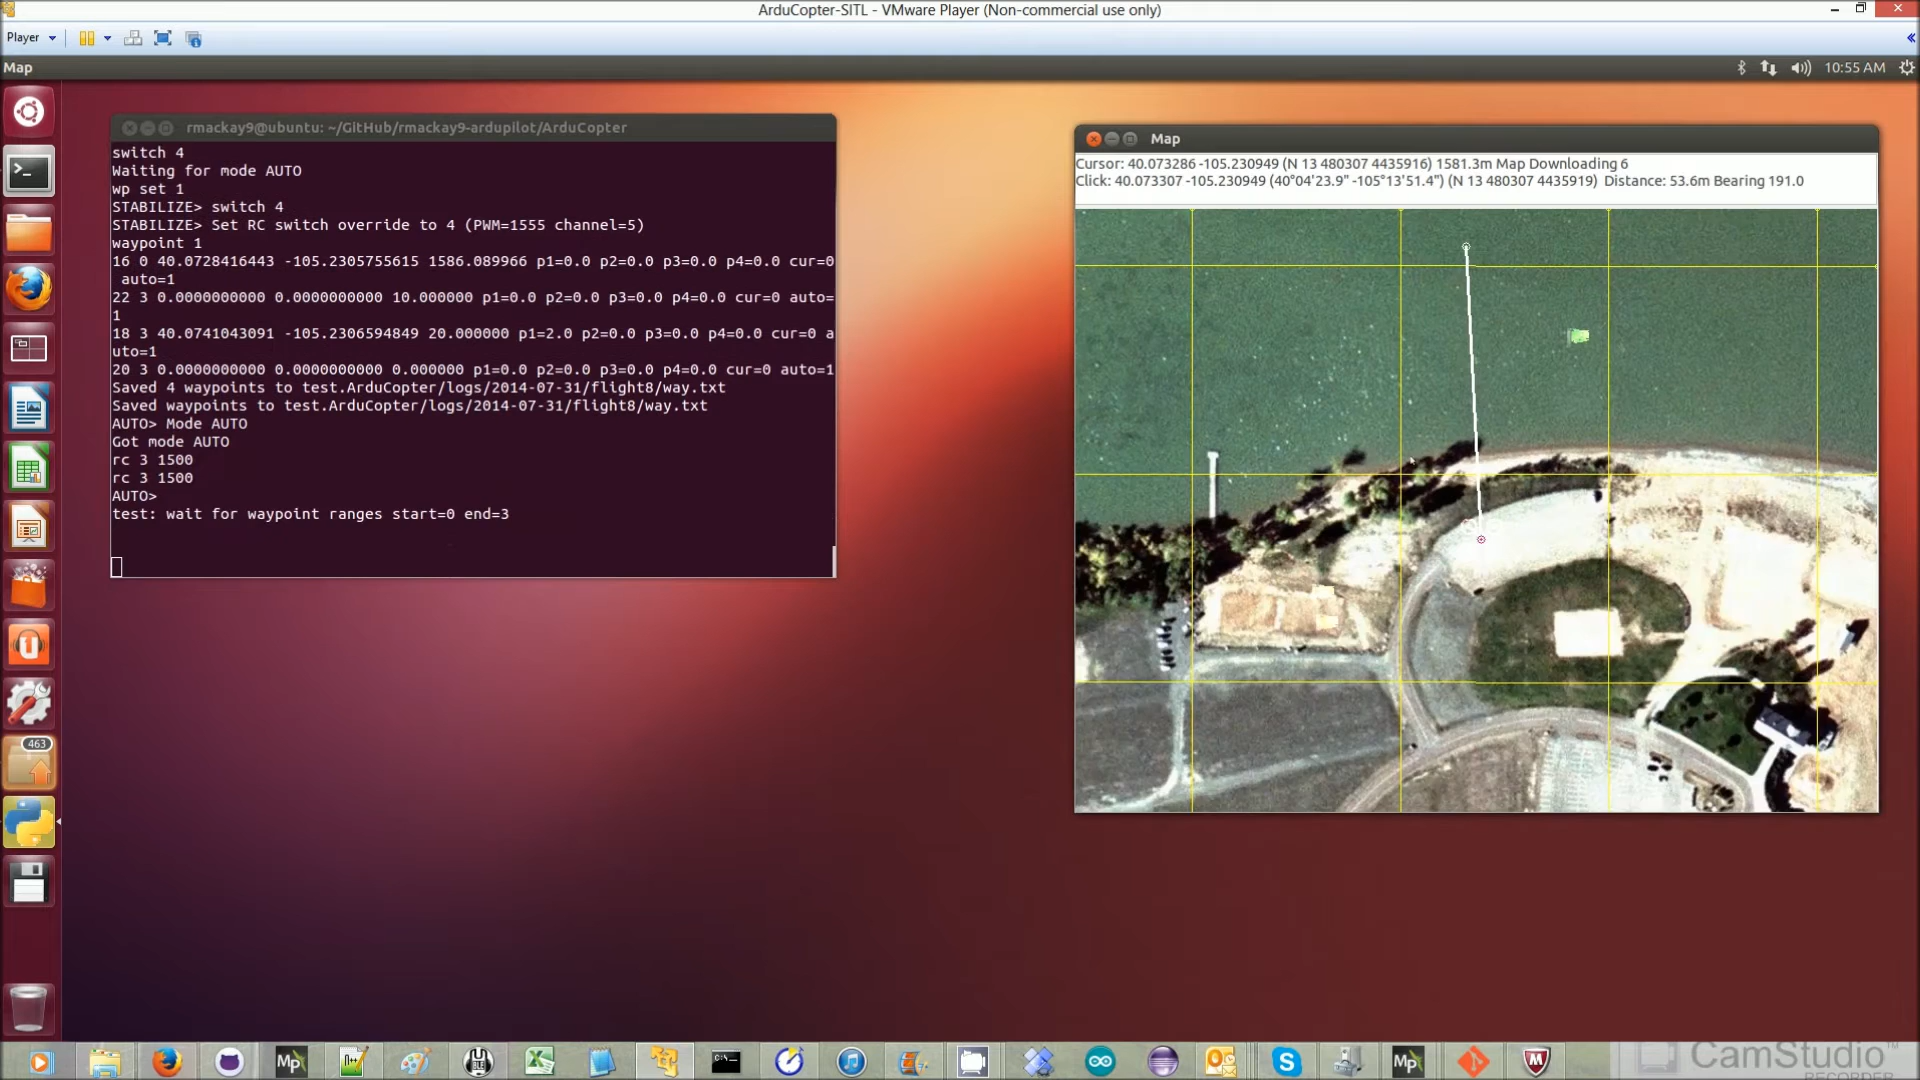 ArduCopter-SITL - VMware Player (Non-commercial use only)
Player
Map
10:55 AM
rmackay9@ubuntu: ~/GitHub/rmackay9-ardupilot/ArduCopter
switch 4
Waiting for mode AUTO
wp set 1
STABILIZE> switch 4
STABILIZE> Set RC switch override to 4 (PWM=1555 channel=5)
waypoint 1
16 0 40.0728416443 -105.2305755615 1586.089966 p1=0.0 p2=0.0 p3=0.0 p4=0.0 cur=0
auto=1
22 3 0.0000000000 0.0000000000 10.000000 p1=0.0 p2=0.0 p3=0.0 p4=0.0 cur=0 auto=
1
18 3 40.0741043091 -105.2306594849 20.000000 p1=2.0 p2=0.0 p3=0.0 p4=0.0 cur=0 a
uto=1
20 3 0.0000000000 0.0000000000 0.000000 p1=0.0 p2=0.0 p3=0.0 p4=0.0 cur=0 auto=1
Saved 4 waypoints to test.ArduCopter/logs/2014-07-31/flight8/way.txt
Saved waypoints to test.ArduCopter/logs/2014-07-31/flight8/way.txt
AUTO> Mode AUTO
Got mode AUTO
rc 3 1500
rc 3 1500
AUTO>
test: wait for waypoint ranges start=0 end=3
Map
Cursor: 40.073286 -105.230949 (N 13 480307 4435916) 1581.3m Map Downloading 6
Click: 40.073307 -105.230949 (40°04'23.9" -105°13'51.4") (N 13 480307 4435919) Distance: 53.6m Bearing 191.0
463
Mp
C:\
Mp
CamStudio™
RECORDER